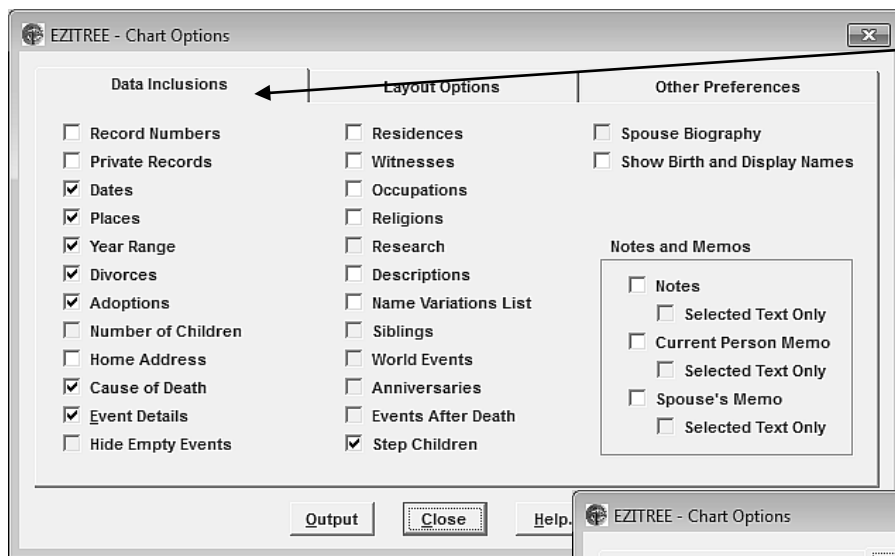 EZITREE - Chart Options
Data Inclusions
Layout Options
Other Preferences
Record Numbers
Private Records
Dates
Places
Year Range
Divorces
Adoptions
Number of Children
Home Address
Cause of Death
Event Details
Hide Empty Events
Residences
Witnesses
Occupations
Religions
Research
Descriptions
Name Variations List
Siblings
World Events
Anniversaries
Events After Death
Step Children
Spouse Biography
Show Birth and Display Names
Notes and Memos
Notes
Selected Text Only
Current Person Memo
Selected Text Only
Spouse's Memo
Selected Text Only
Output
Close
Help.
EZITREE - Chart Options